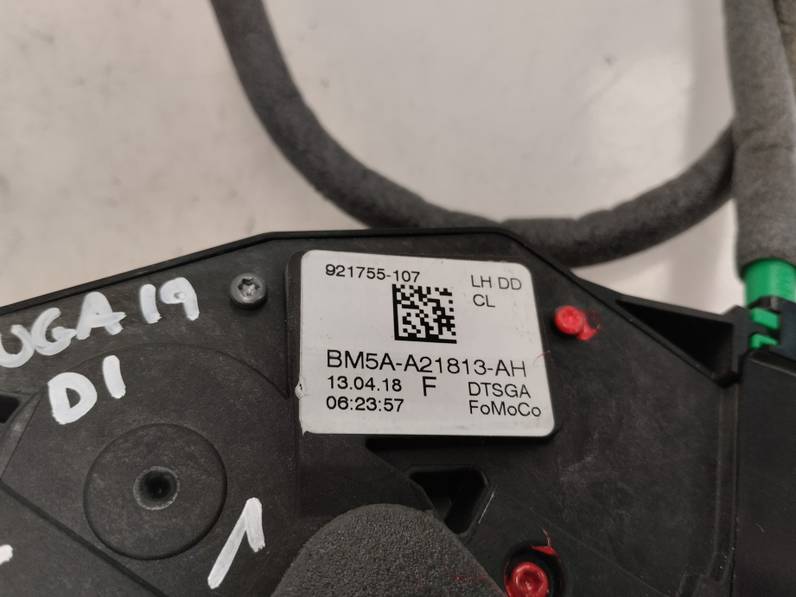 921755-107 LH DD
CL
BM5A-A21813-AH
13.04.18 F DTSGA
06:23:57 FoMoCo
UGA 19
D1
1